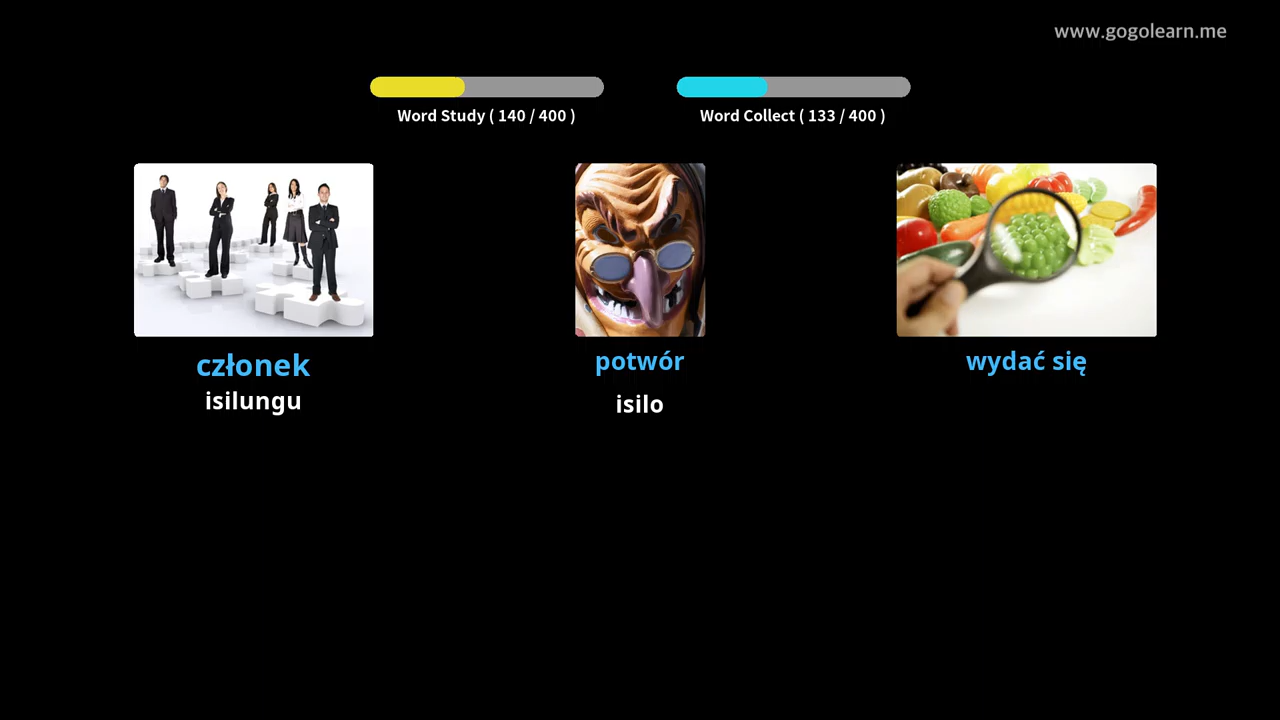 www.gogolearn.me
Word Study ( 140 / 400 )
Word Collect ( 133 / 400 )
członek
potwór
wydać się
isilungu
isilo